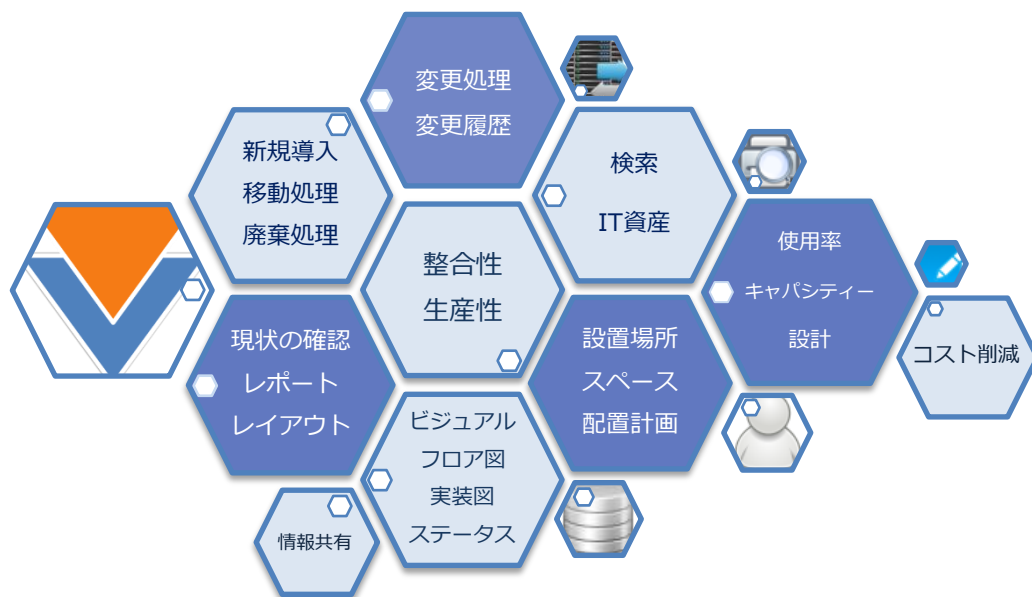 変更処理
変更履歴
新規導入
移動処理
廃棄処理
検索
IT資産
整合性
生産性
使用率
キャパシティー
設計
コスト削減
現状の確認
レポート
レイアウト
設置場所
スペース
配置計画
ビジュアル
フロア図
実装図
ステータス
情報共有